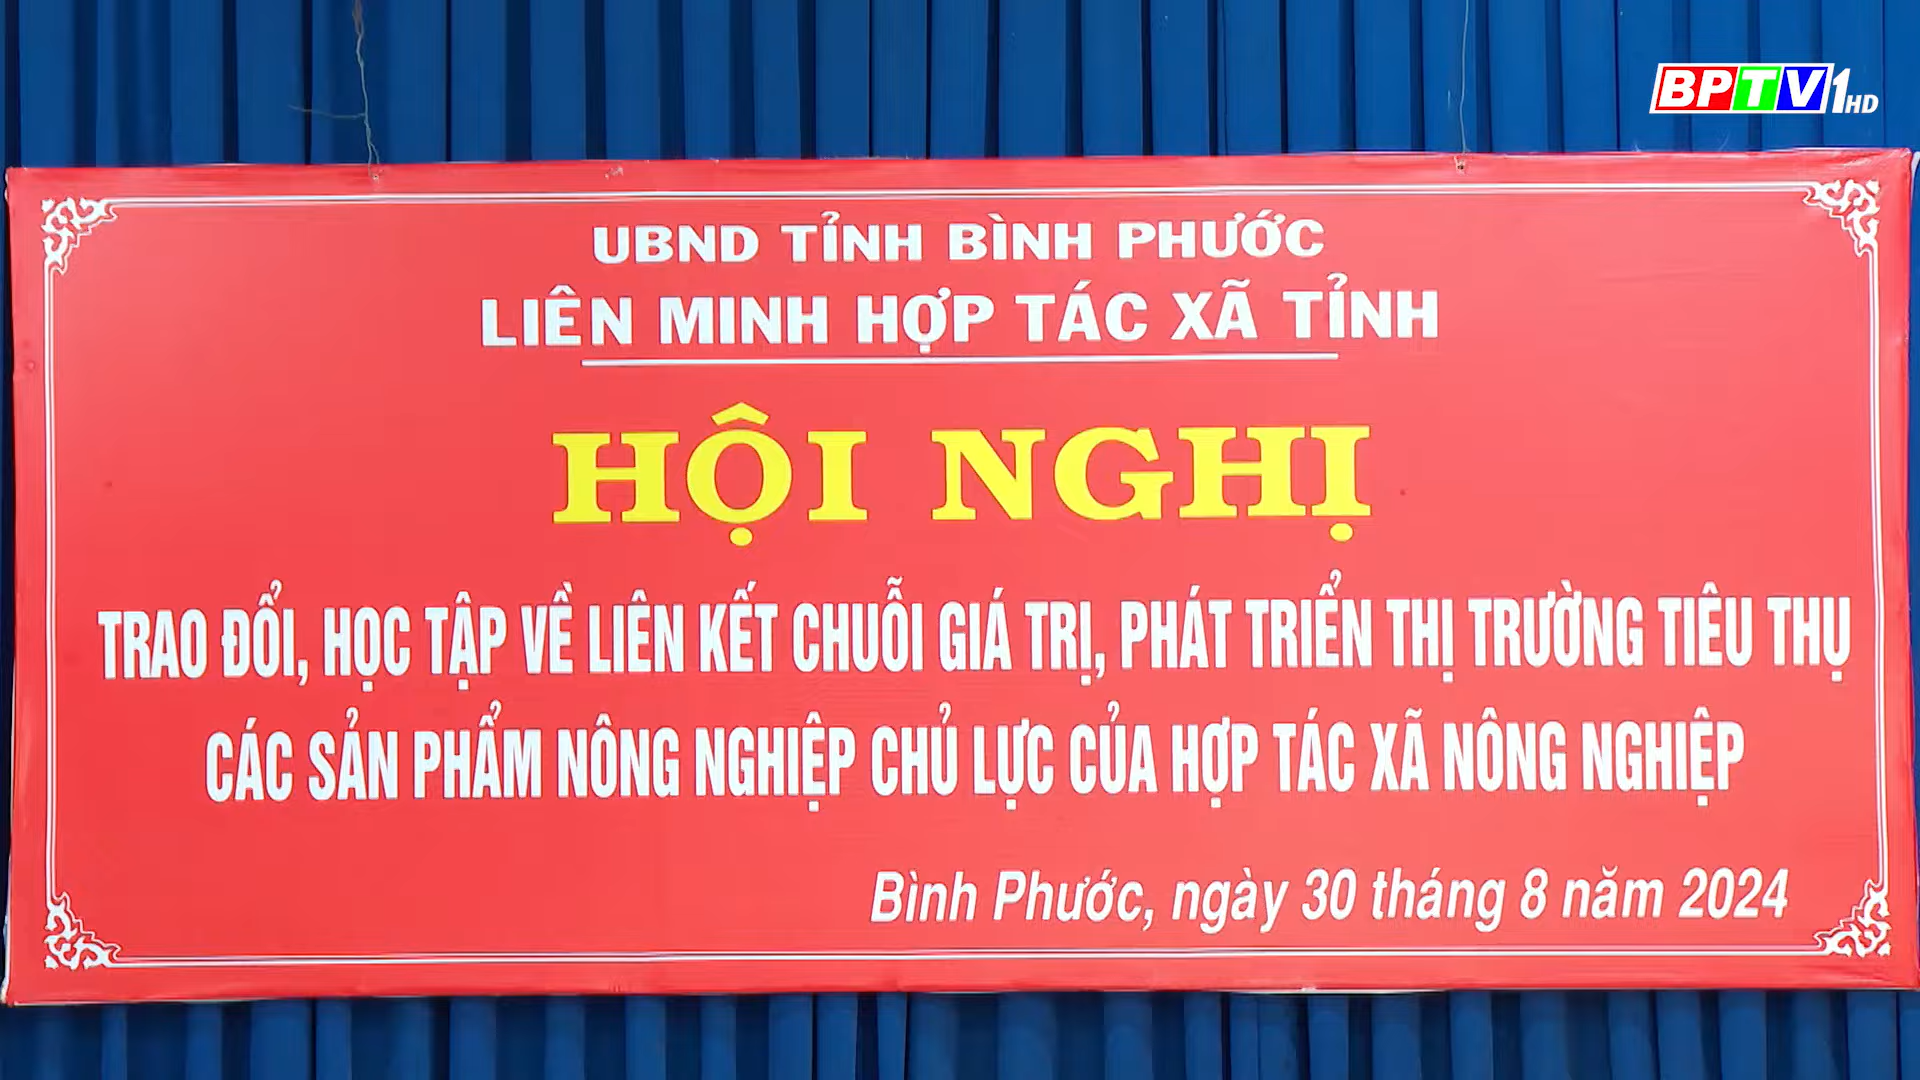 BPTV1HD
UBND TỈNH BÌNH PHƯỚC
LIÊN MINH HỢP TÁC XÃ TỈNH
HỘI NGHỊ
TRAO ĐỔI, HỌC TẬP VỀ LIÊN KẾT CHUỖI GIÁ TRỊ, PHÁT TRIỂN THỊ TRƯỜNG TIÊU THỤ
CÁC SẢN PHẨM NÔNG NGHIỆP CHỦ LỰC CỦA HỢP TÁC XÃ NÔNG NGHIỆP
Bình Phước, ngày 30 tháng 8 năm 2024